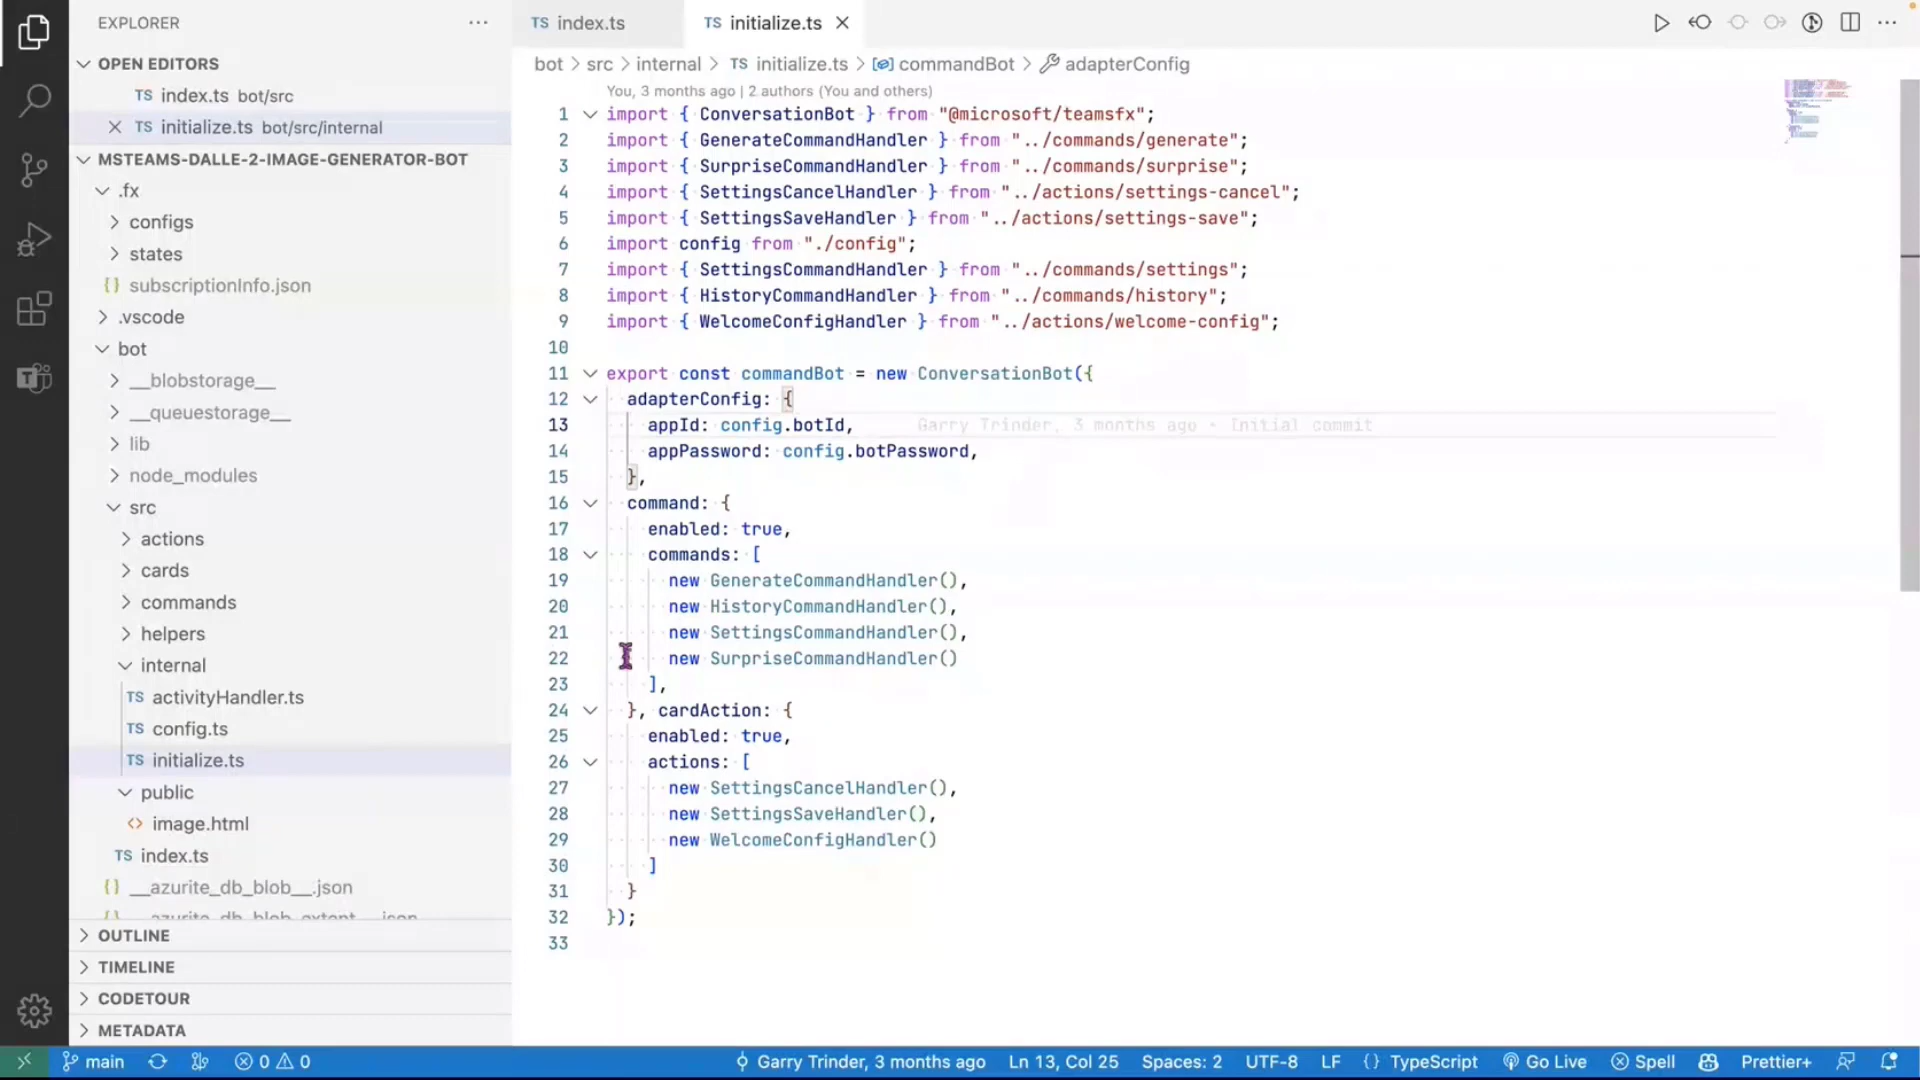 EXPLORER
OPEN EDITORS
TS index.ts bot/src
TS initialize.ts bot/src/internal
MSTEAMS-DALLE-2-IMAGE-GENERATOR-BOT
.fx
configs
states
{} subscriptionInfo.json
.vscode
bot
__blobstorage__
__queuestorage__
lib
node_modules
src
actions
cards
commands
helpers
internal
TS activityHandler.ts
TS config.ts
TS initialize.ts
public
<> image.html
TS index.ts
{} __azurite_db_blob__.json
{} __azurite_db_blob_extent__.json
OUTLINE
TIMELINE
CODETOUR
METADATA
TS index.ts
TS initialize.ts
bot > src > internal > TS initialize.ts > commandBot > adapterConfig
You, 3 months ago | 2 authors (You and others)
1 import { ConversationBot } from "@microsoft/teamsfx";
2 import { GenerateCommandHandler } from "../commands/generate";
3 import { SurpriseCommandHandler } from "../commands/surprise";
4 import { SettingsCancelHandler } from "../actions/settings-cancel";
5 import { SettingsSaveHandler } from "../actions/settings-save";
6 import config from "./config";
7 import { SettingsCommandHandler } from "../commands/settings";
8 import { HistoryCommandHandler } from "../commands/history";
9 import { WelcomeConfigHandler } from "../actions/welcome-config";
10
11 export const commandBot = new ConversationBot({
12 adapterConfig: {
13 appId: config.botId, Garry Trinder, 3 months ago • Initial commit
14 appPassword: config.botPassword,
15 },
16 command: {
17 enabled: true,
18 commands: [
19 new GenerateCommandHandler(),
20 new HistoryCommandHandler(),
21 new SettingsCommandHandler(),
22 new SurpriseCommandHandler()
23 ],
24 }, cardAction: {
25 enabled: true,
26 actions: [
27 new SettingsCancelHandler(),
28 new SettingsSaveHandler(),
29 new WelcomeConfigHandler()
30 ]
31 }
32 });
33
main 0 0 Garry Trinder, 3 months ago Ln 13, Col 25 Spaces: 2 UTF-8 LF {} TypeScript Go Live Spell Prettier+